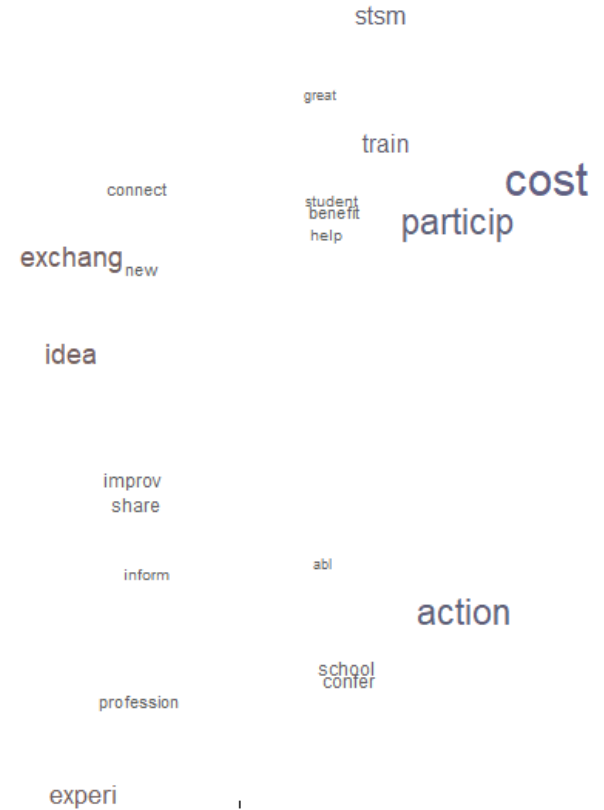 stsm
great
train
cost
connect
student
benefit
particip
help
exchang
new
idea
improv
share
abl
inform
action
school
confer
profession
experi